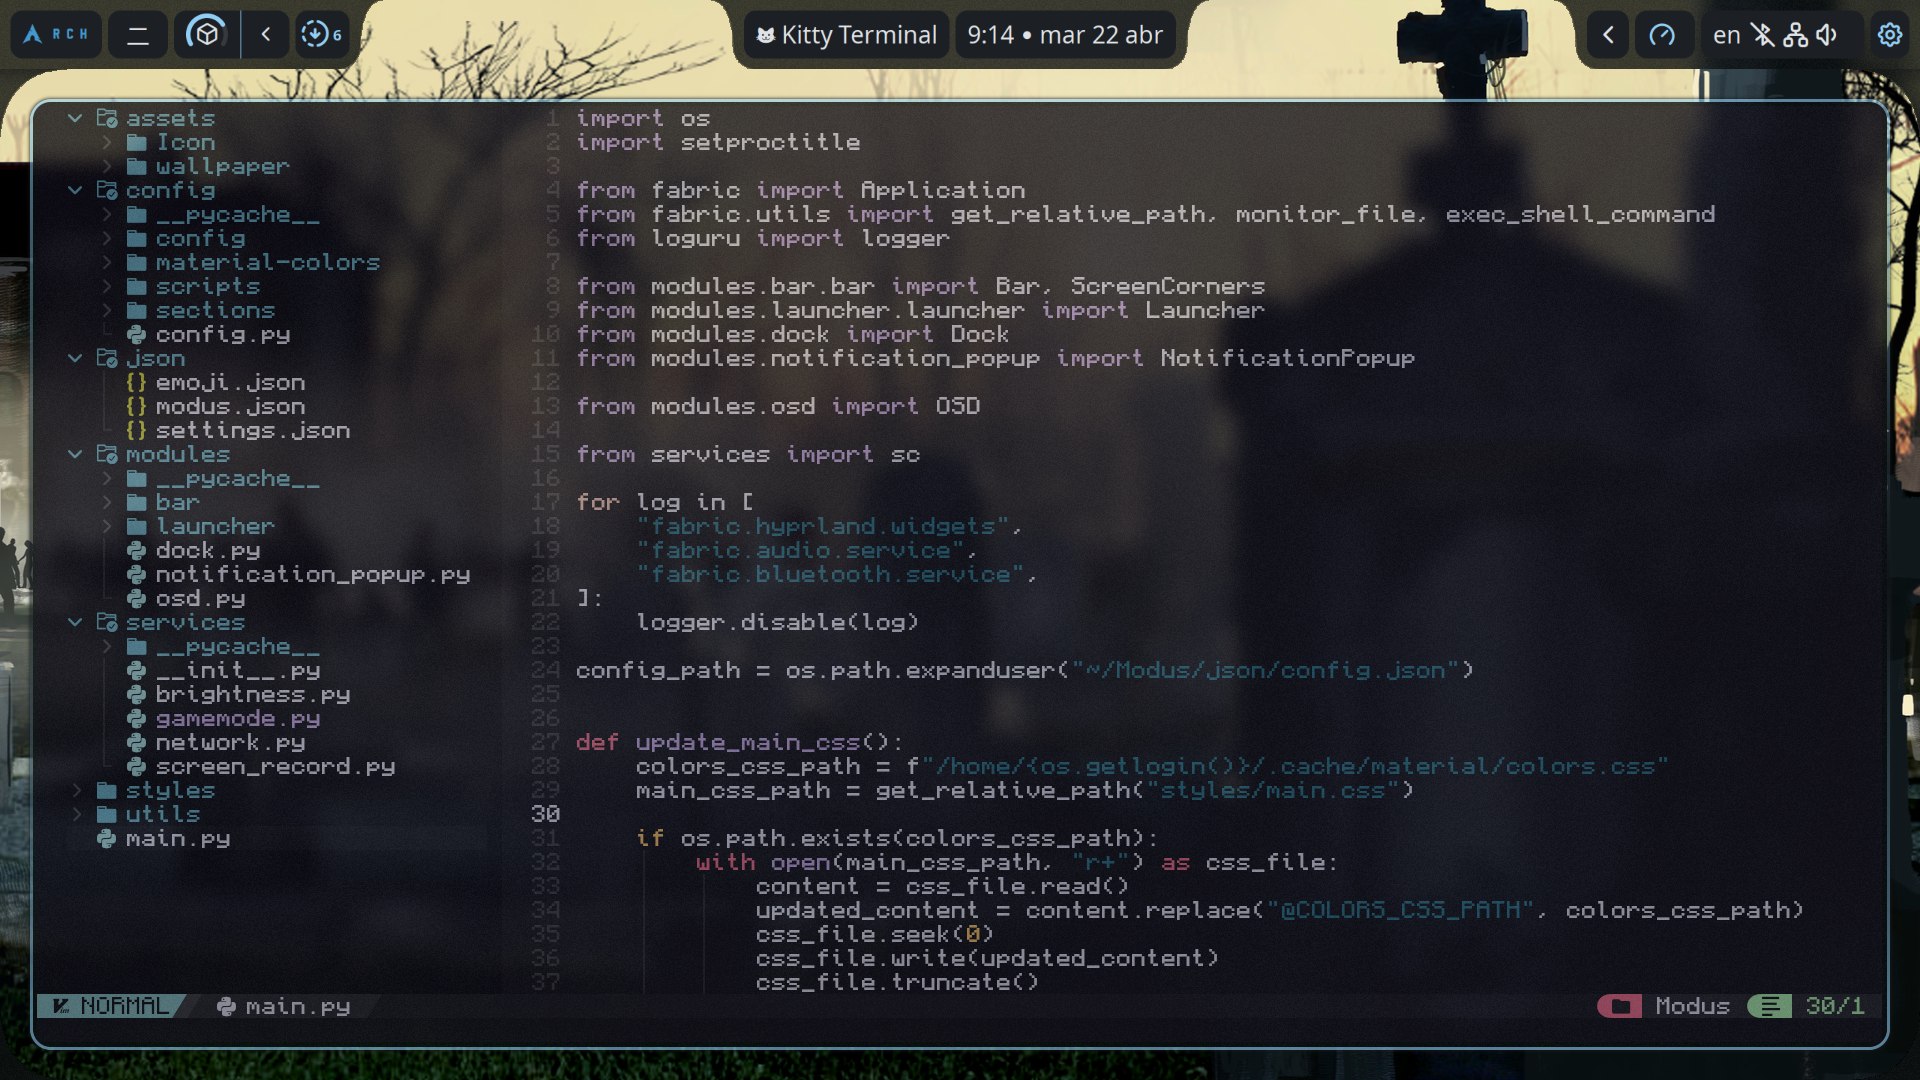 RCH
6
Kitty Terminal
9:14 • mar 22 abr
en
assets
Icon
wallpaper
config
__pycache__
config
material-colors
scripts
sections
config.py
json
{} emoji.json
{} modus.json
{} settings.json
modules
__pycache__
bar
launcher
dock.py
notification_popup.py
osd.py
services
__pycache__
__init__.py
brightness.py
gamemode.py
network.py
screen_record.py
styles
utils
main.py
1 import os
2 import setproctitle
3
4 from fabric import Application
5 from fabric.utils import get_relative_path, monitor_file, exec_shell_command
6 from loguru import logger
7
8 from modules.bar.bar import Bar, ScreenCorners
9 from modules.launcher.launcher import Launcher
10 from modules.dock import Dock
11 from modules.notification_popup import NotificationPopup
12
13 from modules.osd import OSD
14
15 from services import sc
16
17 for log in [
18     "fabric.hyprland.widgets",
19     "fabric.audio.service",
20     "fabric.bluetooth.service",
21 ]:
22     logger.disable(log)
23
24 config_path = os.path.expanduser("~/Modus/json/config.json")
25
26
27 def update_main_css():
28     colors_css_path = f"/home/{os.getlogin()}/.cache/material/colors.css"
29     main_css_path = get_relative_path("styles/main.css")
30
31     if os.path.exists(colors_css_path):
32         with open(main_css_path, "r+") as css_file:
33             content = css_file.read()
34             updated_content = content.replace("@COLORS_CSS_PATH", colors_css_path)
35             css_file.seek(0)
36             css_file.write(updated_content)
37             css_file.truncate()
NORMAL main.py
Modus 30/1